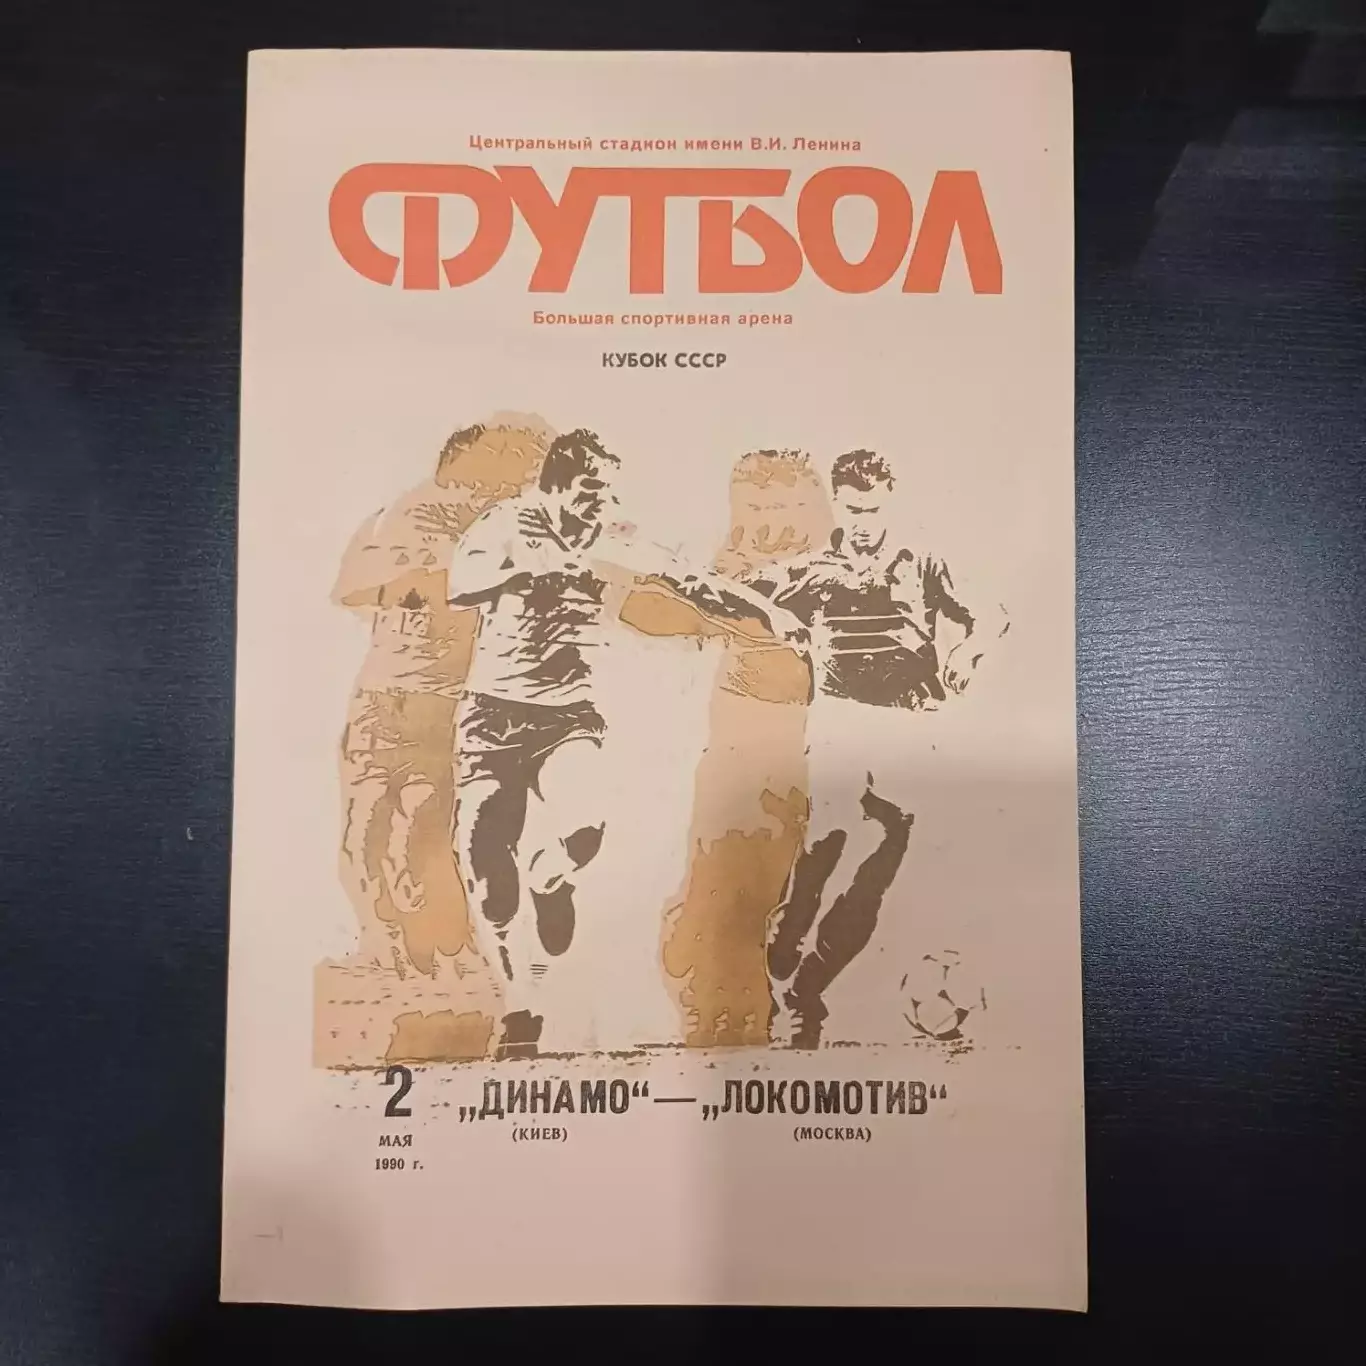 Центральный стадион имени В.И. Ленина
ФУТБОЛ
Большая спортивная арена
КУБОК СССР
2 „ДИНАМО“ — „ЛОКОМОТИВ“
МАЯ (КИЕВ) (МОСКВА)
1990 г.